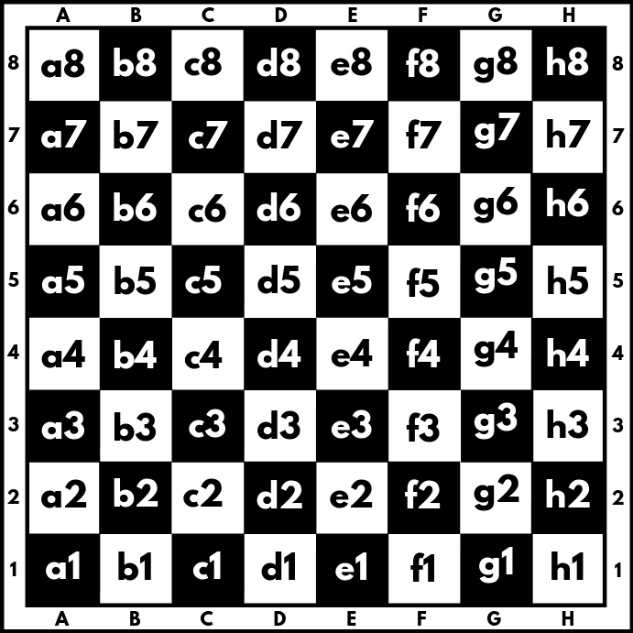 A B C D E F G H
8 a8 b8 c8 d8 e8 f8 g8 h8 8
7 a7 b7 c7 d7 e7 f7 g7 h7 7
6 a6 b6 c6 d6 e6 f6 g6 h6 6
5 a5 b5 c5 d5 e5 f5 g5 h5 5
4 a4 b4 c4 d4 e4 f4 g4 h4 4
3 a3 b3 c3 d3 e3 f3 g3 h3 3
2 a2 b2 c2 d2 e2 f2 g2 h2 2
1 a1 b1 c1 d1 e1 f1 g1 h1 1
A B C D E F G H